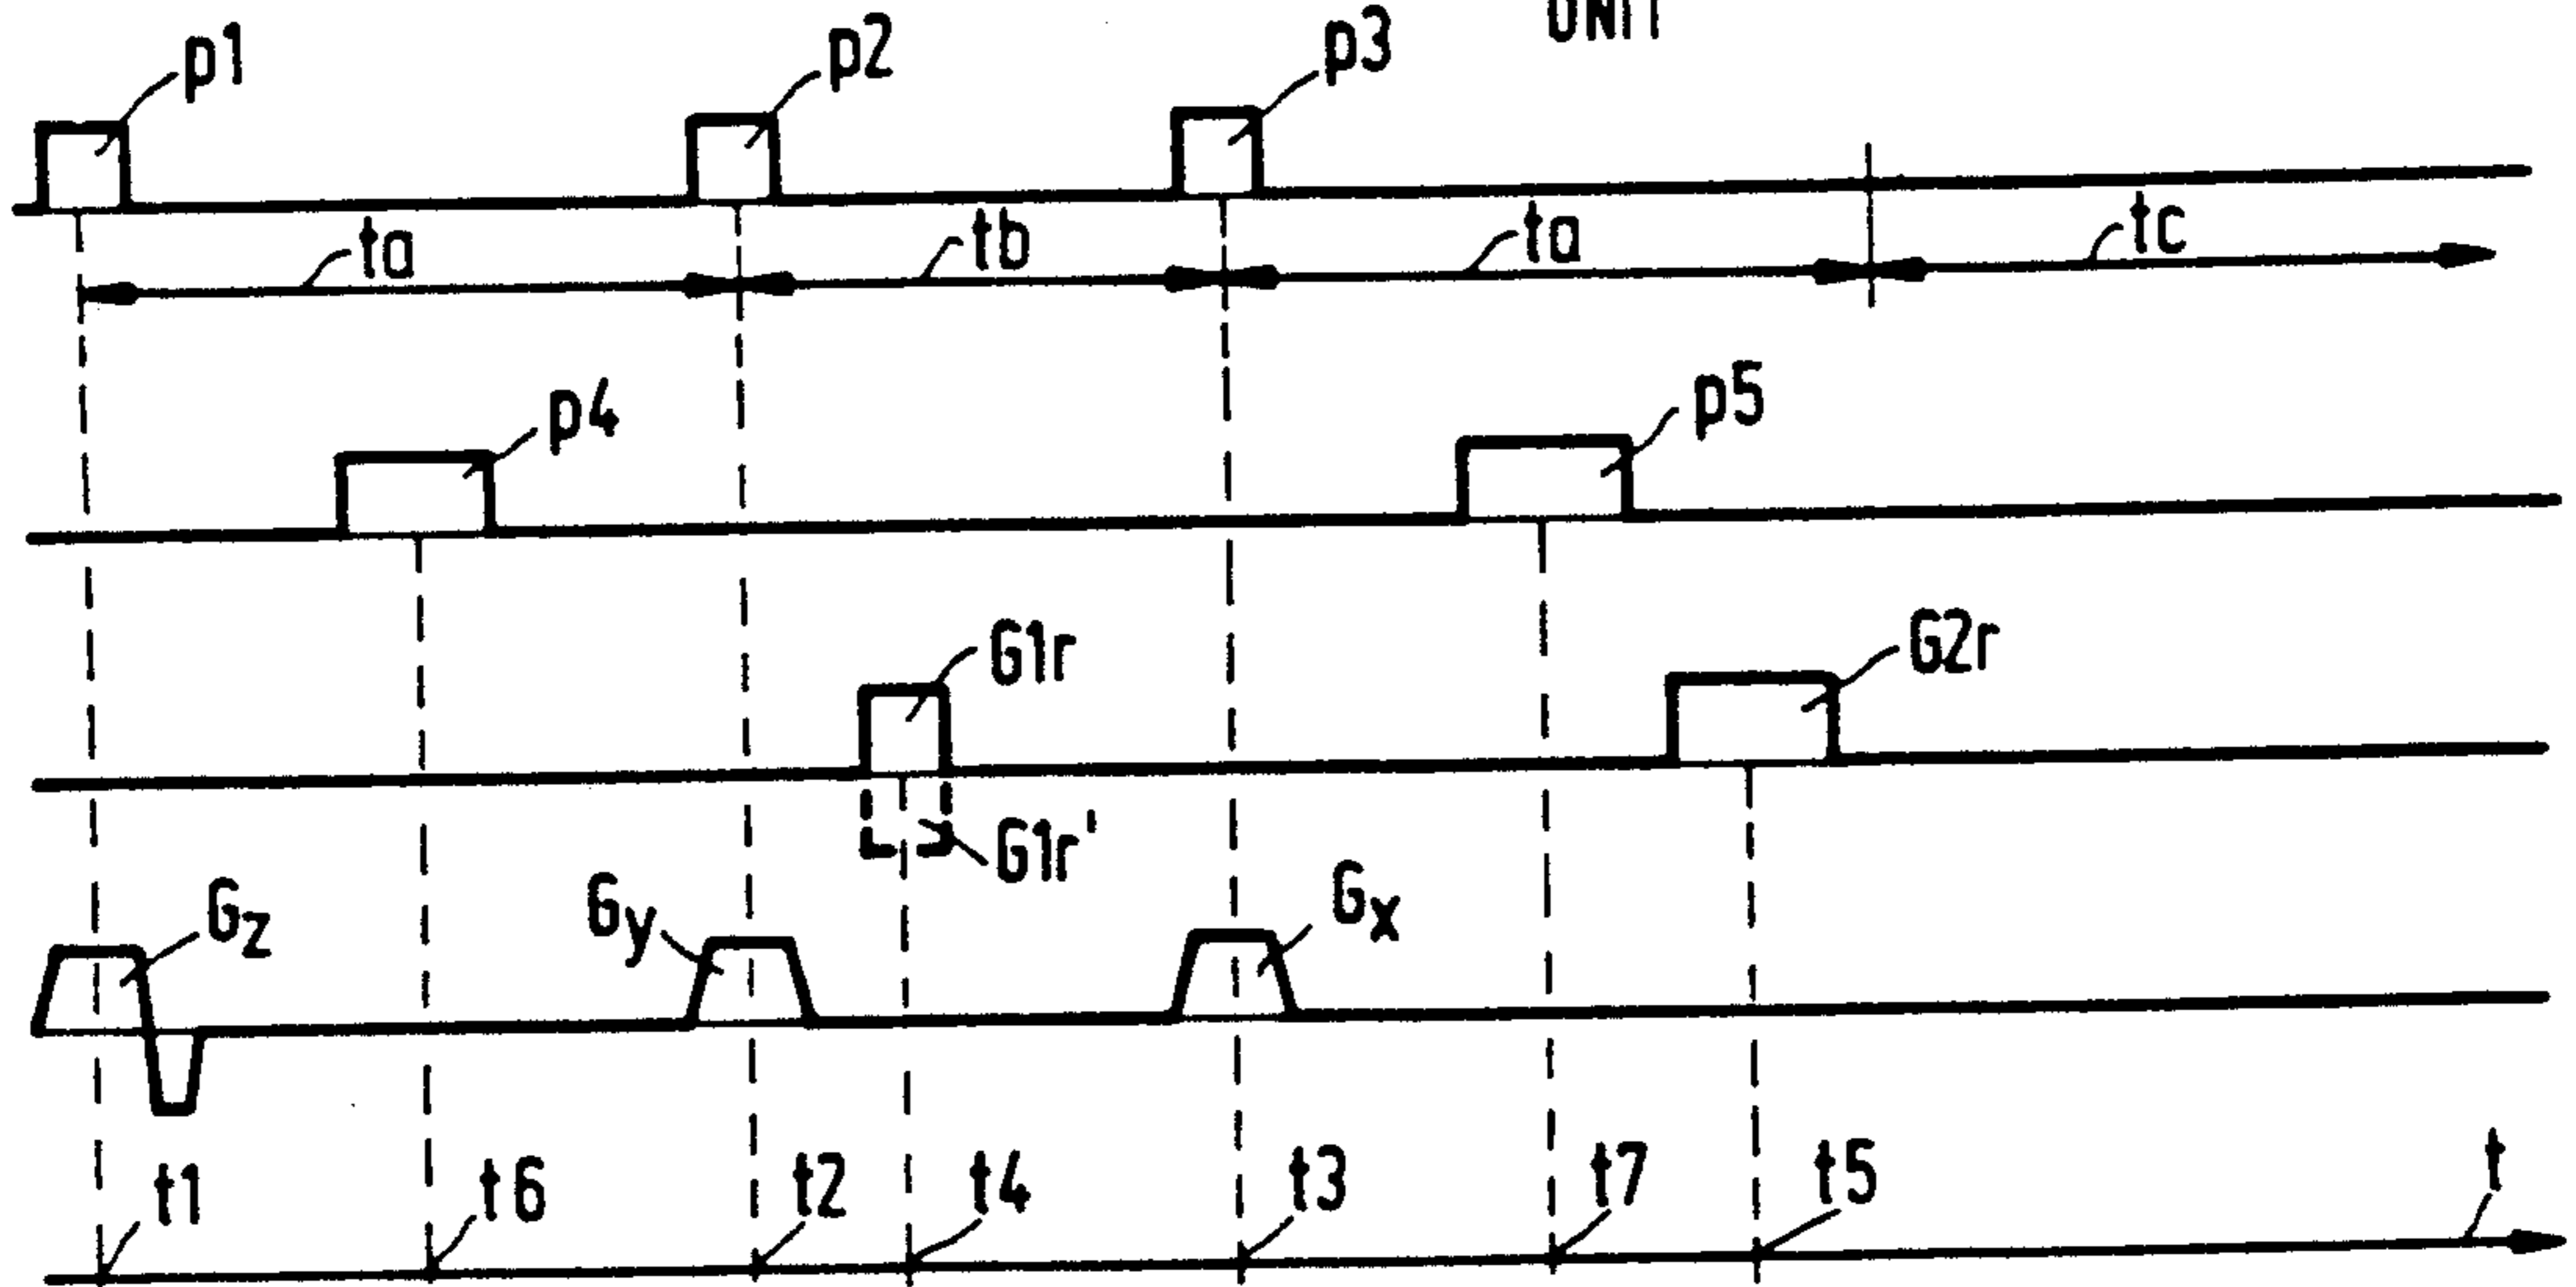 UNIT
p1 p2 p3
ta tb ta tc
p4 p5
G1r G2r
G1r'
Gz Gy Gx
t1 t6 t2 t4 t3 t7 t5 t